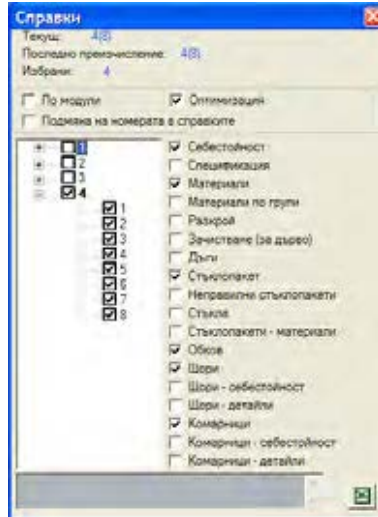 Справки
Текущ: 4(8)
Последно преизчисление: 4(8)
Избрани: 4
По модули
Оптимизация
Подмяна на номерата в справките
1
2
3
4
1
2
3
4
5
6
7
8
Себестойност
Спецификация
Материали
Материали по групи
Разкрой
Зачистване (за дърво)
Дъги
Стъклопакет
Неправилни стъклопакети
Стъкла
Стъклопакети - материали
Обков
Щори
Щори - себестойност
Щори - детайли
Комарници
Комарници - себестойност
Комарници - детайли